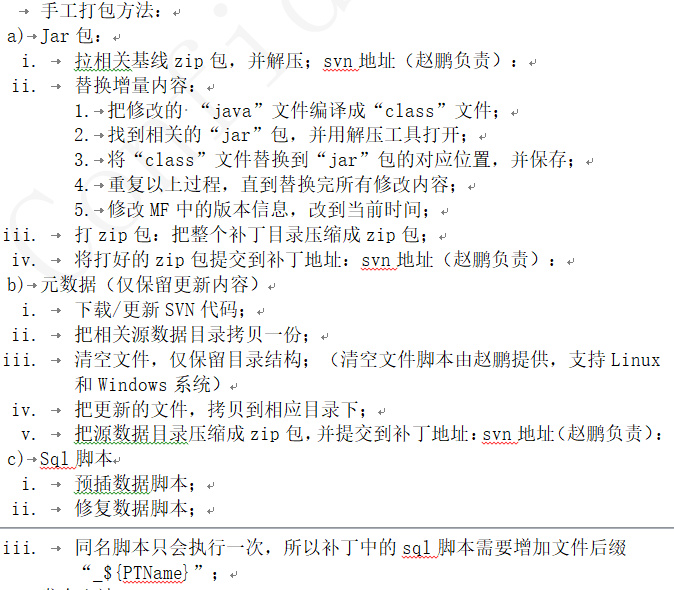 → 手工打包方法：
a)→Jar 包：
i. → 拉相关基线 zip 包，并解压；svn 地址（赵鹏负责）：
ii. → 替换增量内容：
1.→把修改的 “java”文件编译成“class”文件；
2.→找到相关的“jar”包，并用解压工具打开；
3.→将“class”文件替换到“jar”包的对应位置，并保存；
4.→重复以上过程，直到替换完所有修改内容；
5.→修改 MF 中的版本信息，改到当前时间；
iii. → 打 zip 包：把整个补丁目录压缩成 zip 包；
iv. → 将打好的 zip 包提交到补丁地址：svn 地址（赵鹏负责）：
b)→元数据（仅保留更新内容）
i. → 下载/更新 SVN 代码；
ii. → 把相关源数据目录拷贝一份；
iii. → 清空文件，仅保留目录结构；（清空文件脚本由赵鹏提供，支持 Linux
和 Windows 系统）
iv. → 把更新的文件，拷贝到相应目录下；
v. → 把源数据目录压缩成 zip 包，并提交到补丁地址：svn 地址（赵鹏负责）：
c)→Sql 脚本
i. → 预插数据脚本；
ii. → 修复数据脚本；
iii. → 同名脚本只会执行一次，所以补丁中的 sql 脚本需要增加文件后缀
“_${PTName}”；